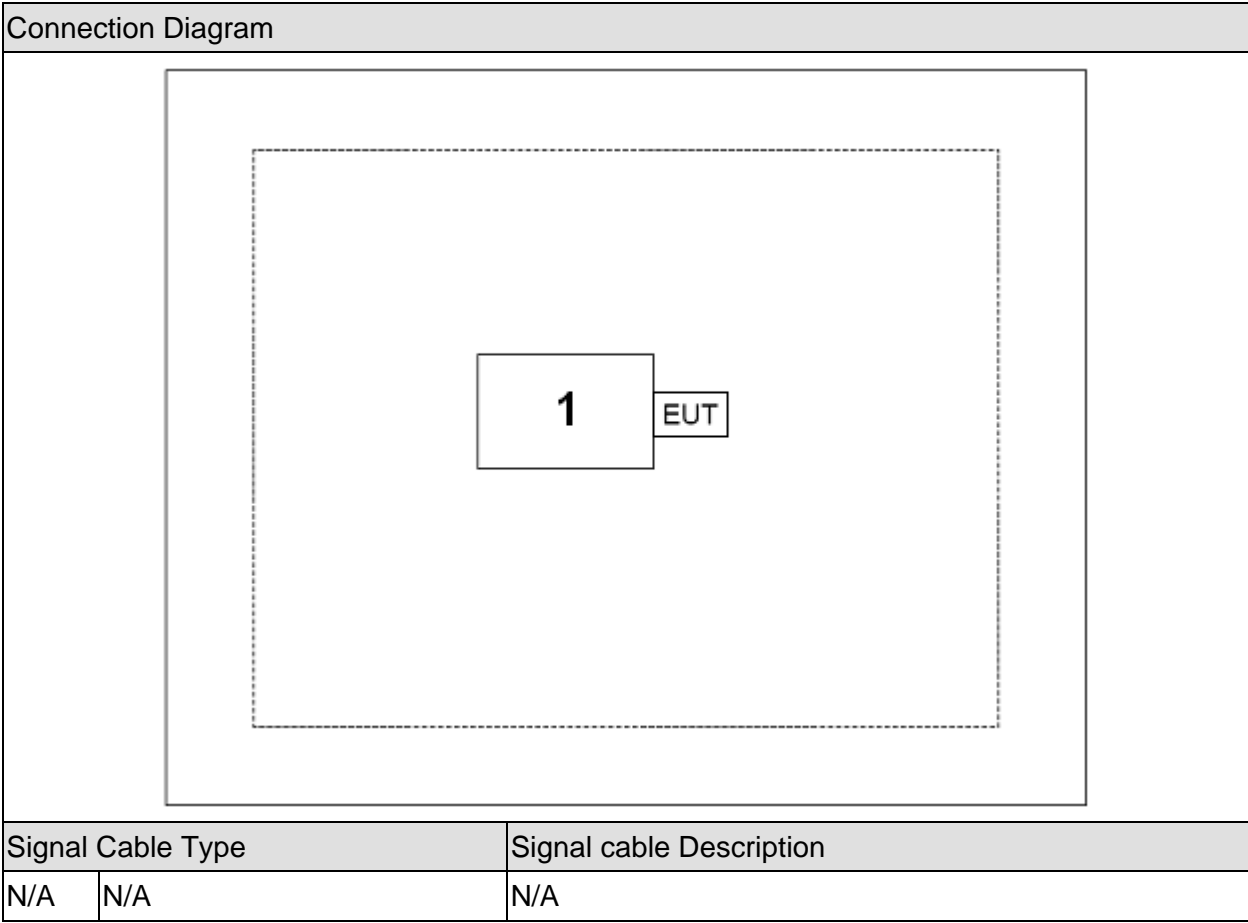 Connection Diagram
1
EUT
Signal Cable Type Signal cable Description
N/A N/A N/A